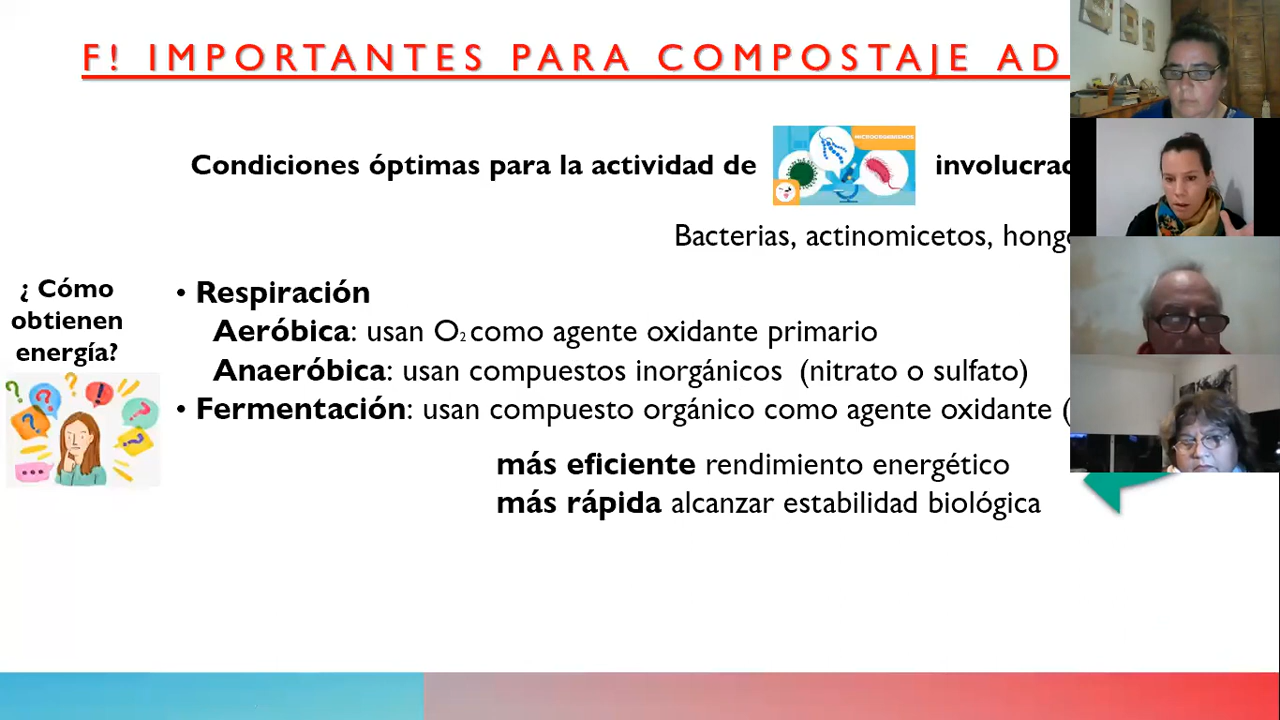 F! IMPORTANTES PARA COMPOSTAJE AD
Condiciones óptimas para la actividad de
MICROORGANISMOS
involucrad
Bacterias, actinomicetos, hong
¿ Cómo
obtienen
energía?
• Respiración
Aeróbica: usan O₂ como agente oxidante primario
Anaeróbica: usan compuestos inorgánicos (nitrato o sulfato)
• Fermentación: usan compuesto orgánico como agente oxidante (
más eficiente rendimiento energético
más rápida alcanzar estabilidad biológica